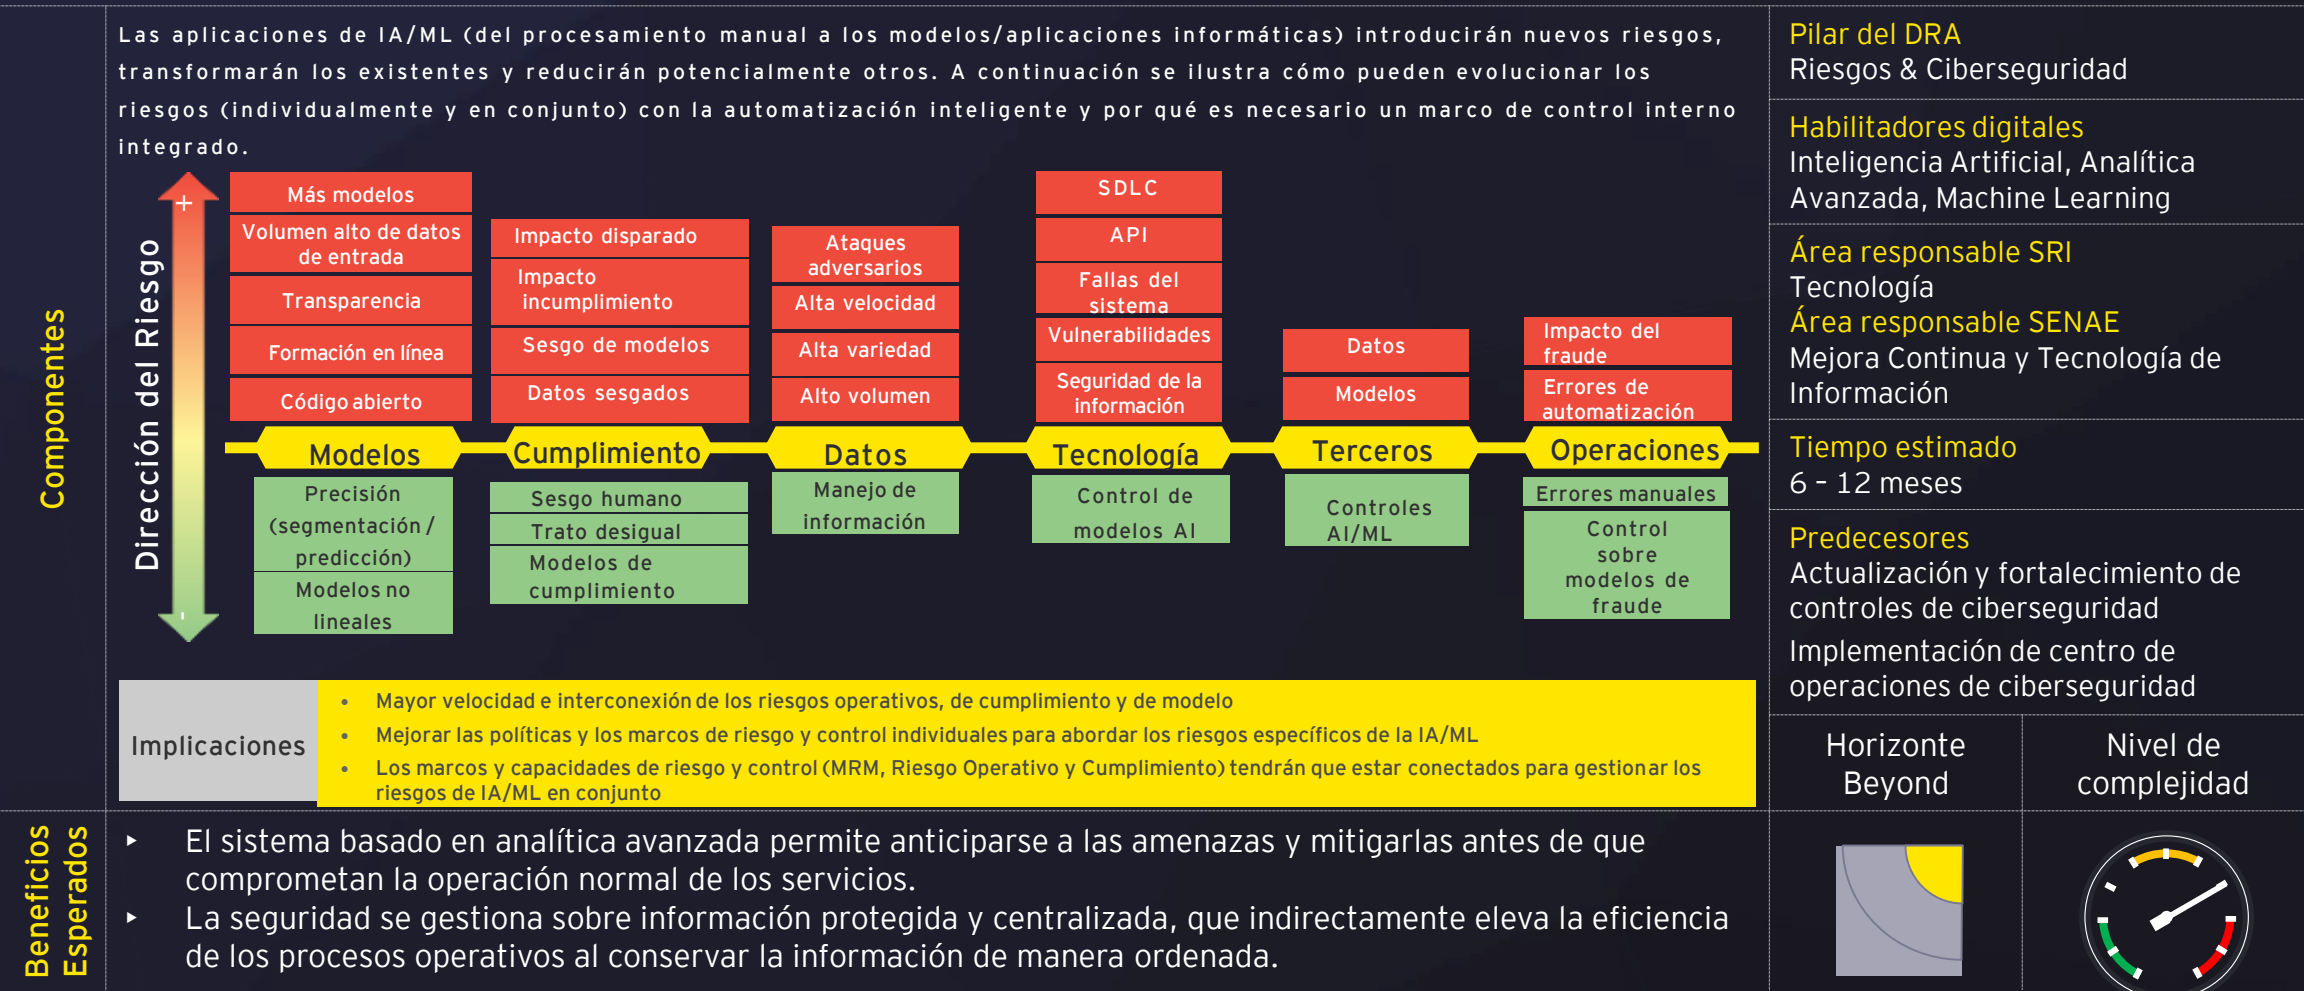 Las aplicaciones de IA/ML (del procesamiento manual a los modelos/aplicaciones informáticas) introducirán nuevos riesgos,
transformarán los existentes y reducirán potencialmente otros. A continuación se ilustra cómo pueden evolucionar los
riesgos (individualmente y en conjunto) con la automatización inteligente y por qué es necesario un marco de control interno
integrado.
Componentes
Dirección del Riesgo
+
-
Más modelos
Volumen alto de datos
de entrada
Transparencia
Formación en línea
Código abierto
Modelos
Precisión
(segmentación /
predicción)
Modelos no
lineales
Impacto disparado
Impacto
incumplimiento
Sesgo de modelos
Datos sesgados
Cumplimiento
Sesgo humano
Trato desigual
Modelos de
cumplimiento
Ataques
adversarios
Alta velocidad
Alta variedad
Alto volumen
Datos
Manejo de
información
SDLC
API
Fallas del
sistema
Vulnerabilidades
Seguridad de la
información
Tecnología
Control de
modelos AI
Datos
Modelos
Terceros
Controles
AI/ML
Impacto del
fraude
Errores de
automatización
Operaciones
Errores manuales
Control
sobre
modelos de
fraude
Implicaciones
• Mayor velocidad e interconexión de los riesgos operativos, de cumplimiento y de modelo
• Mejorar las políticas y los marcos de riesgo y control individuales para abordar los riesgos específicos de la IA/ML
• Los marcos y capacidades de riesgo y control (MRM, Riesgo Operativo y Cumplimiento) tendrán que estar conectados para gestionar los
riesgos de IA/ML en conjunto
Beneficios
Esperados
▸ El sistema basado en analítica avanzada permite anticiparse a las amenazas y mitigarlas antes de que
comprometan la operación normal de los servicios.
▸ La seguridad se gestiona sobre información protegida y centralizada, que indirectamente eleva la eficiencia
de los procesos operativos al conservar la información de manera ordenada.
Pilar del DRA
Riesgos & Ciberseguridad
Habilitadores digitales
Inteligencia Artificial, Analítica
Avanzada, Machine Learning
Área responsable SRI
Tecnología
Área responsable SENAE
Mejora Continua y Tecnología de
Información
Tiempo estimado
6 – 12 meses
Predecesores
Actualización y fortalecimiento de
controles de ciberseguridad
Implementación de centro de
operaciones de ciberseguridad
Horizonte
Beyond
Nivel de
complejidad